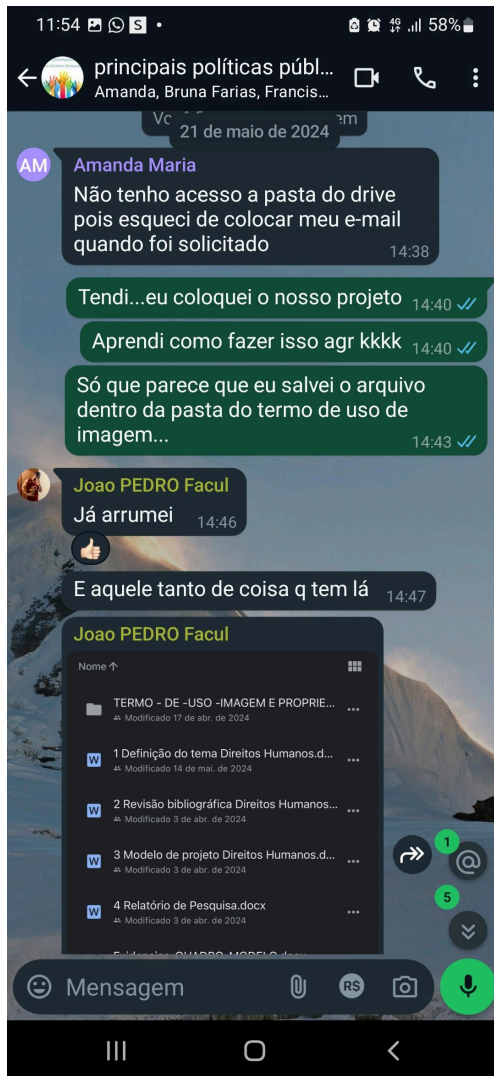 11:54 S • 4G 58%
principais políticas públ...
Amanda, Bruna Farias, Francis...
21 de maio de 2024
AM Amanda Maria
Não tenho acesso a pasta do drive
pois esqueci de colocar meu e-mail
quando foi solicitado
14:38
Tendi...eu coloquei o nosso projeto 14:40
Aprendi como fazer isso agr kkkk 14:40
Só que parece que eu salvei o arquivo
dentro da pasta do termo de uso de
imagem...
14:43
Joao PEDRO Facul
Já arrumei 14:46
E aquele tanto de coisa q tem lá 14:47
Joao PEDRO Facul
Nome ↑
TERMO - DE -USO -IMAGEM E PROPRIE... ...
Modificado 17 de abr. de 2024
W 1 Definição do tema Direitos Humanos.d... ...
Modificado 14 de mai. de 2024
W 2 Revisão bibliográfica Direitos Humanos... ...
Modificado 3 de abr. de 2024
W 3 Modelo de projeto Direitos Humanos.d... ...
Modificado 3 de abr. de 2024
1 @
W 4 Relatório de Pesquisa.docx ...
Modificado 3 de abr. de 2024
5
Mensagem R$